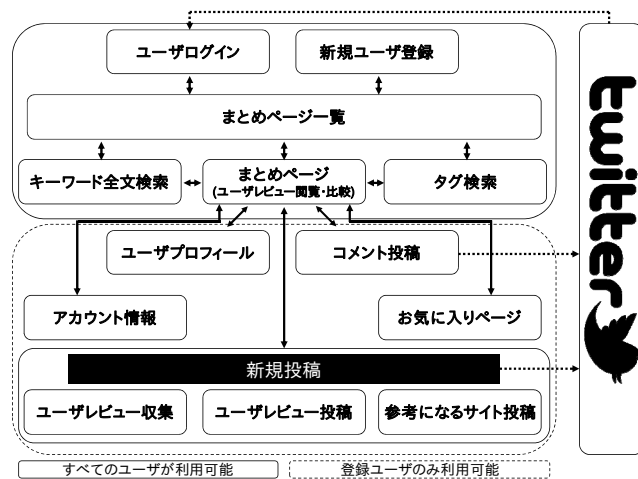 ユーザログイン
新規ユーザ登録
まとめページ一覧
キーワード全文検索
まとめページ
(ユーザレビュー閲覧・比較)
タグ検索
ユーザプロフィール
コメント投稿
アカウント情報
お気に入りページ
新規投稿
ユーザレビュー収集
ユーザレビュー投稿
参考になるサイト投稿
すべてのユーザが利用可能
登録ユーザのみ利用可能
twitter